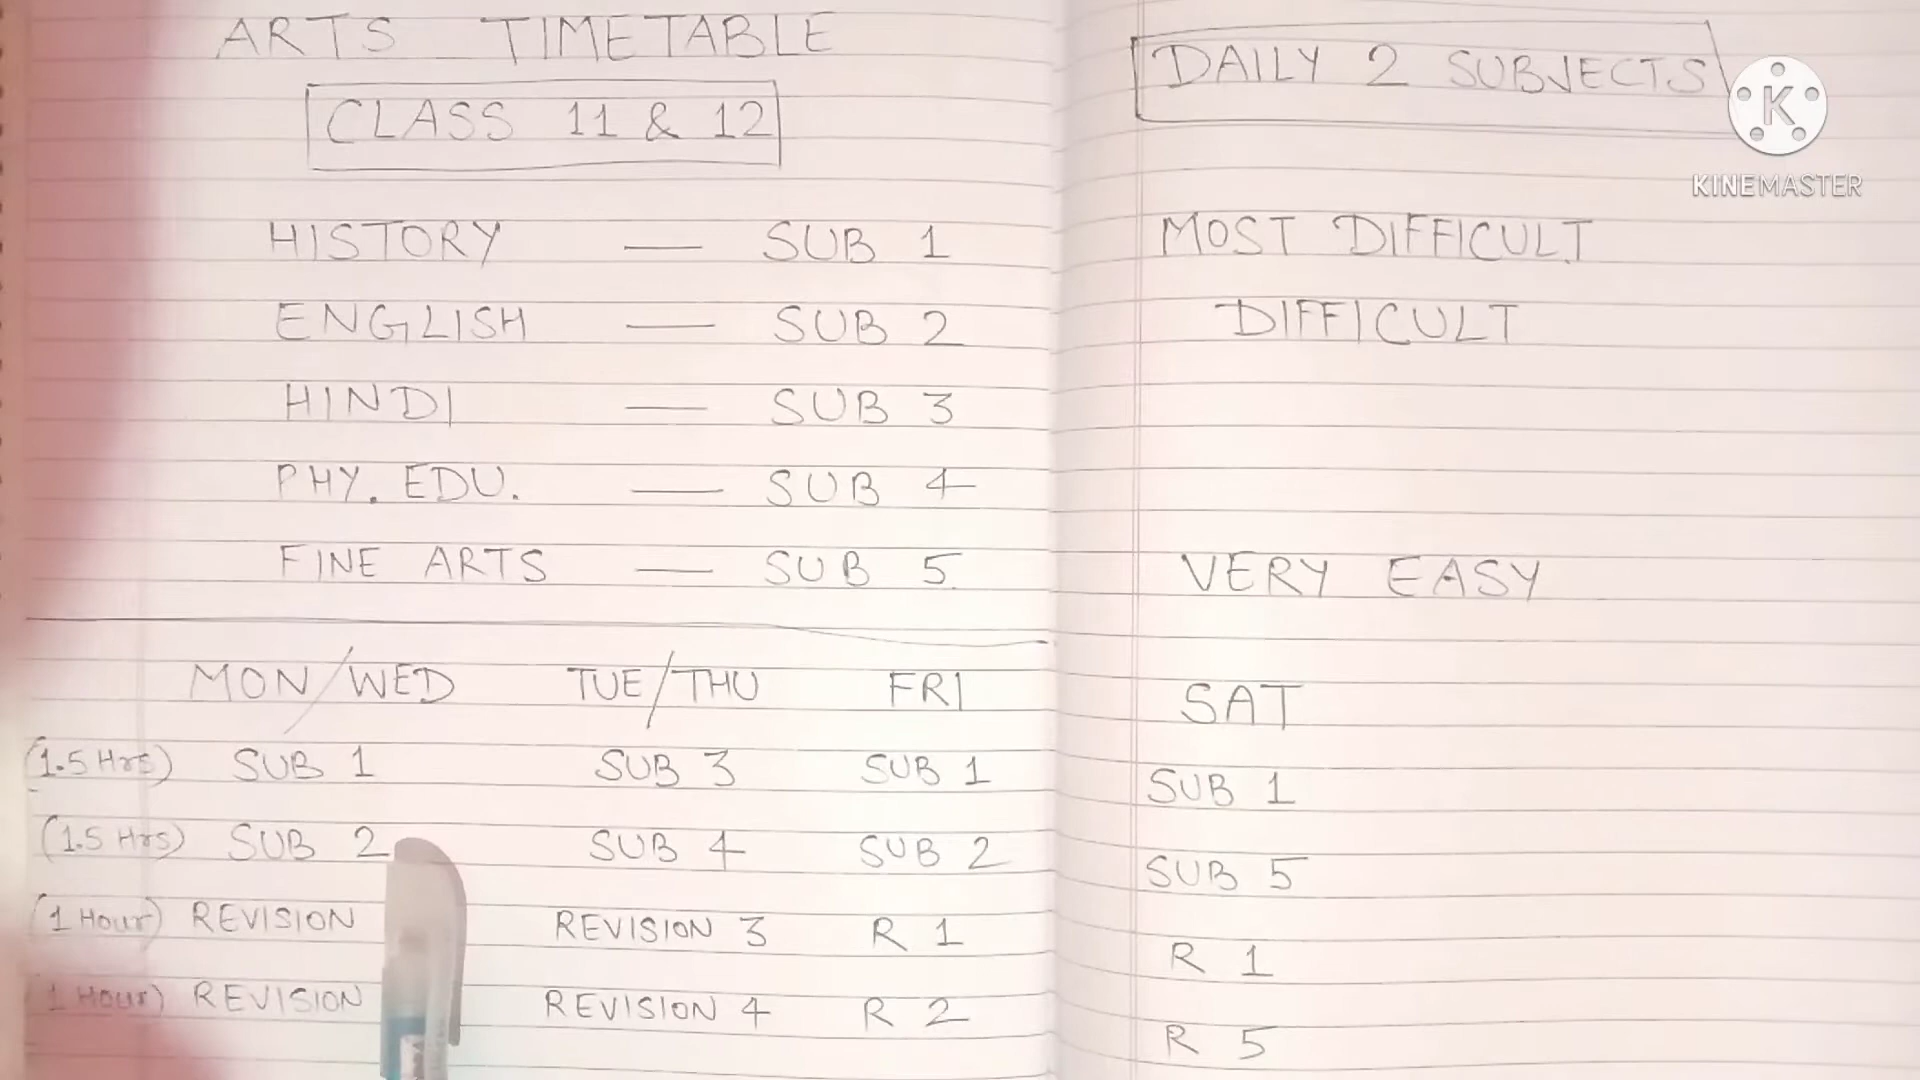 ARTS TIMETABLE
CLASS 11 & 12
HISTORY — SUB 1
ENGLISH — SUB 2
HINDI — SUB 3
PHY. EDU. — SUB 4
FINE ARTS — SUB 5
MON/WED TUE/THU FRI
(1.5 Hrs) SUB 1 SUB 3 SUB 1
(1.5 Hrs) SUB 2 SUB 4 SUB 2
(1 Hour) REVISION REVISION 3 R 1
(1 Hour) REVISION REVISION 4 R 2
DAILY 2 SUBJECTS
K
KINEMASTER
MOST DIFFICULT
DIFFICULT
VERY EASY
SAT
SUB 1
SUB 5
R 1
R 5